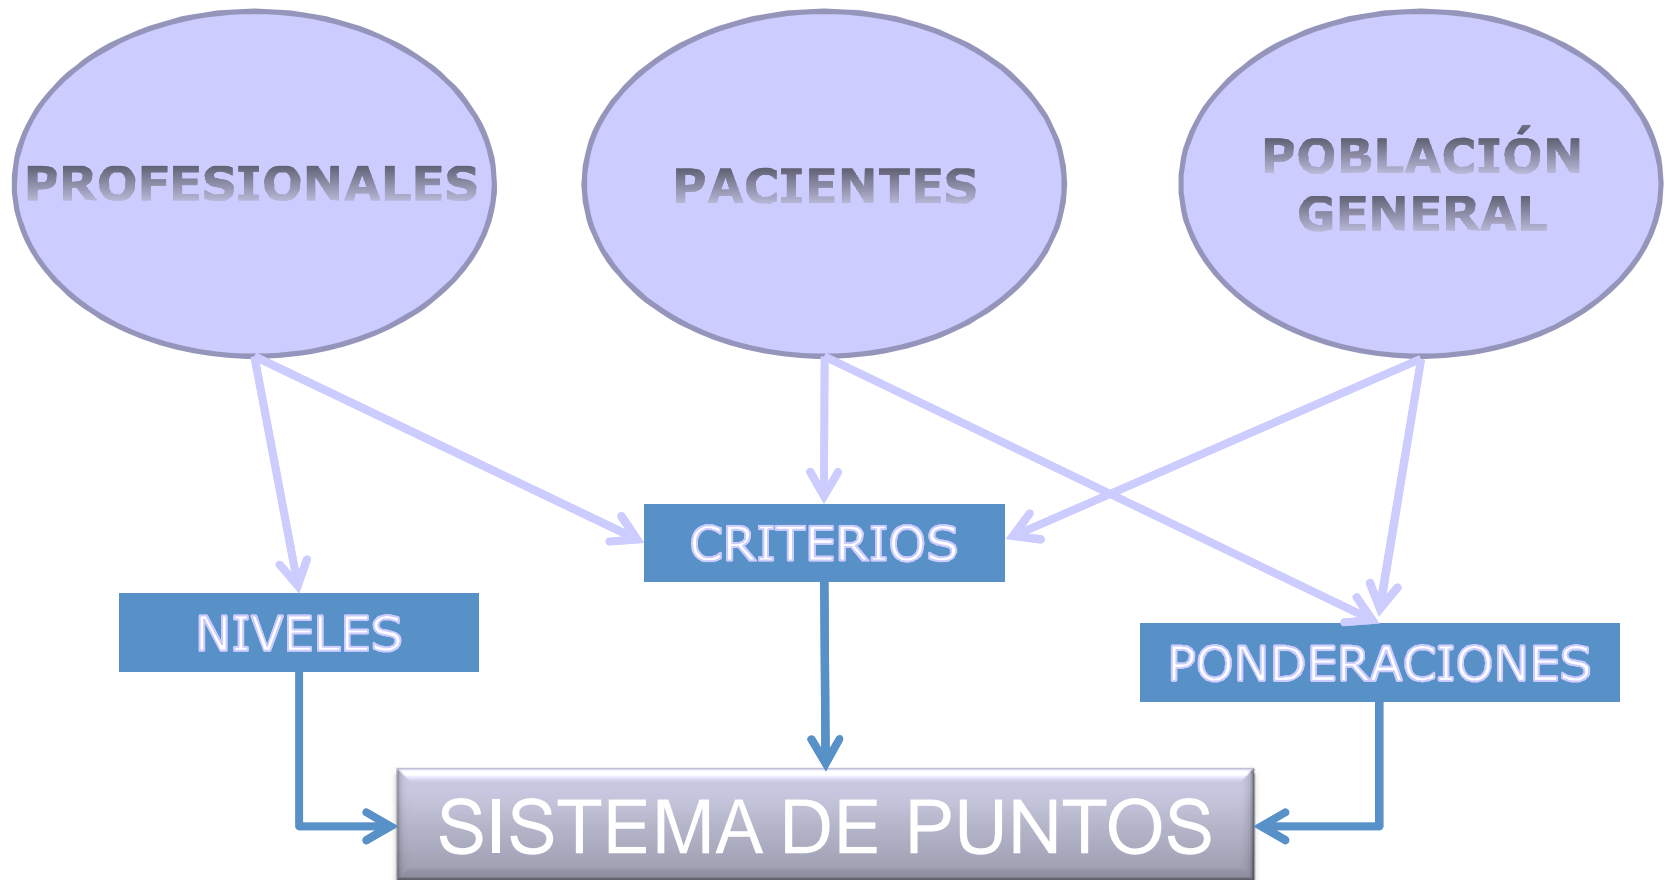 PROFESIONALES
PACIENTES
POBLACIÓN
GENERAL
CRITERIOS
NIVELES
PONDERACIONES
SISTEMA DE PUNTOS